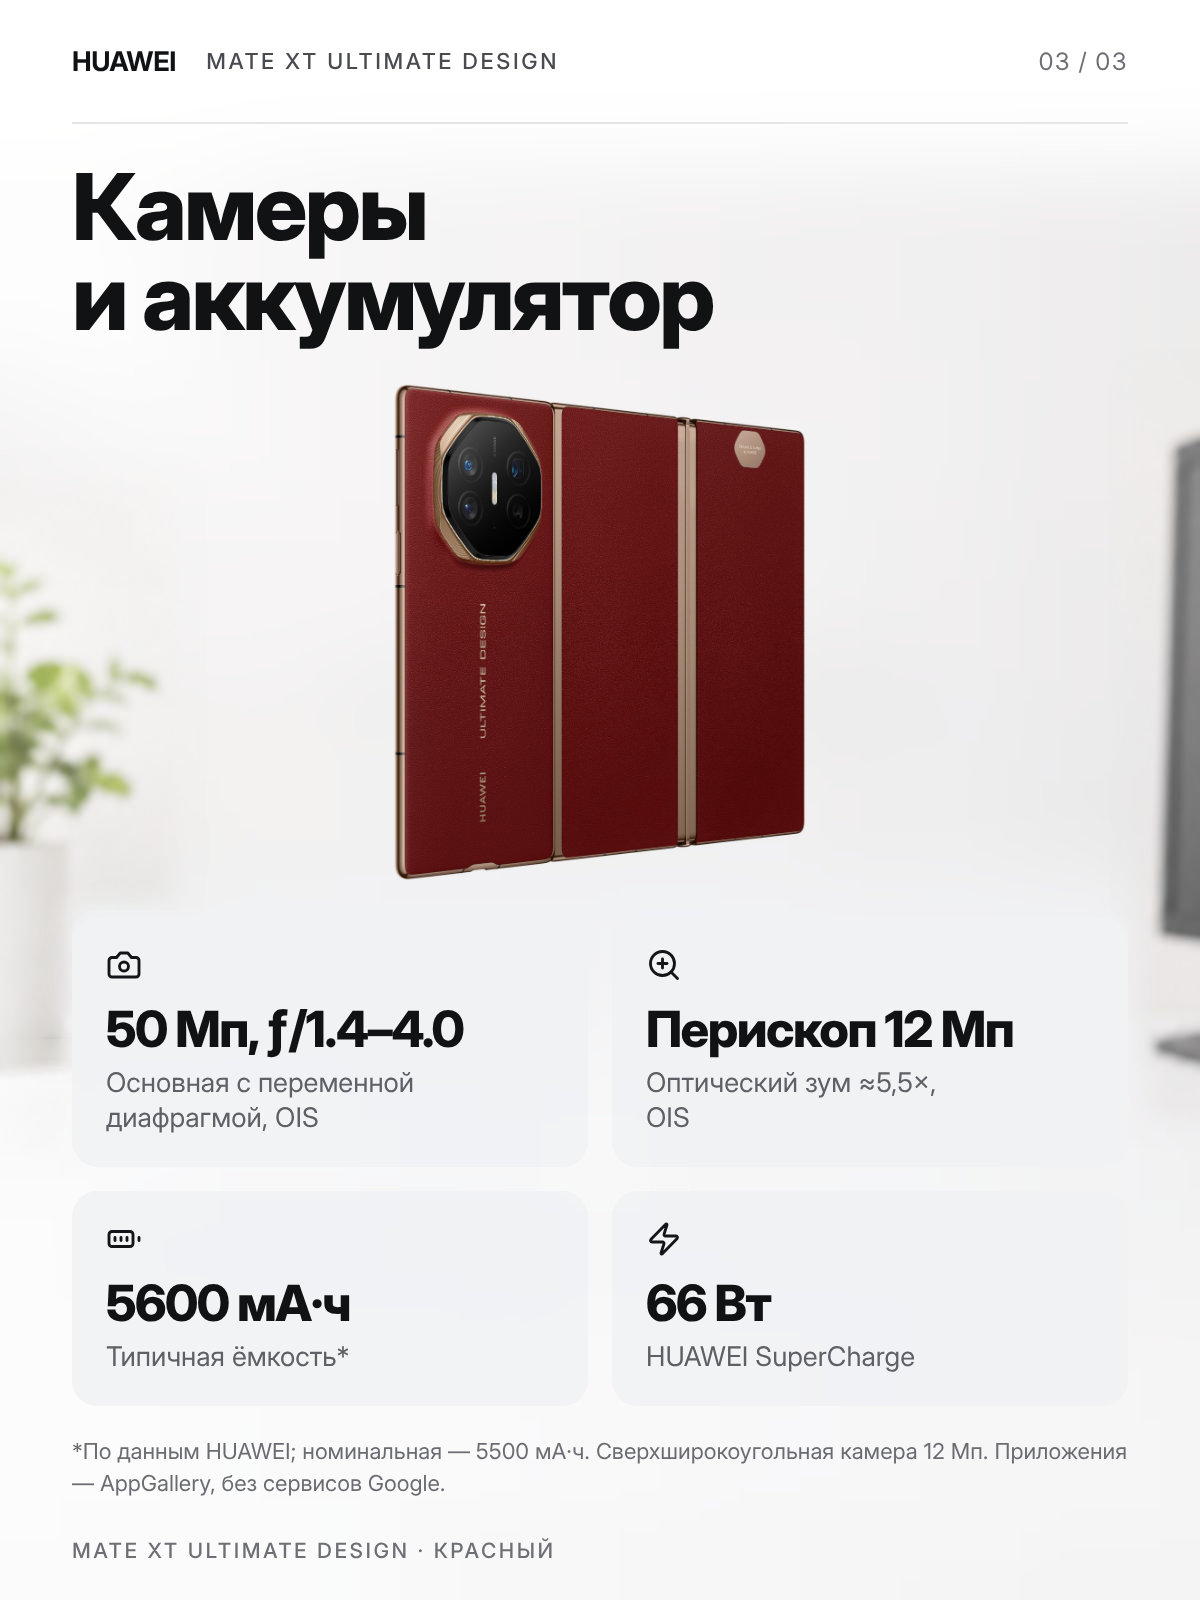 HUAWEI MATE XT ULTIMATE DESIGN 03 / 03
Камеры
и аккумулятор
HUAWEI ULTIMATE DESIGN
50 Мп, ƒ/1.4–4.0
Основная с переменной
диафрагмой, OIS
Перископ 12 Мп
Оптический зум ≈5,5×,
OIS
5600 мА·ч
Типичная ёмкость*
66 Вт
HUAWEI SuperCharge
*По данным HUAWEI; номинальная — 5500 мА·ч. Сверхширокоугольная камера 12 Мп. Приложения
— AppGallery, без сервисов Google.
MATE XT ULTIMATE DESIGN · КРАСНЫЙ